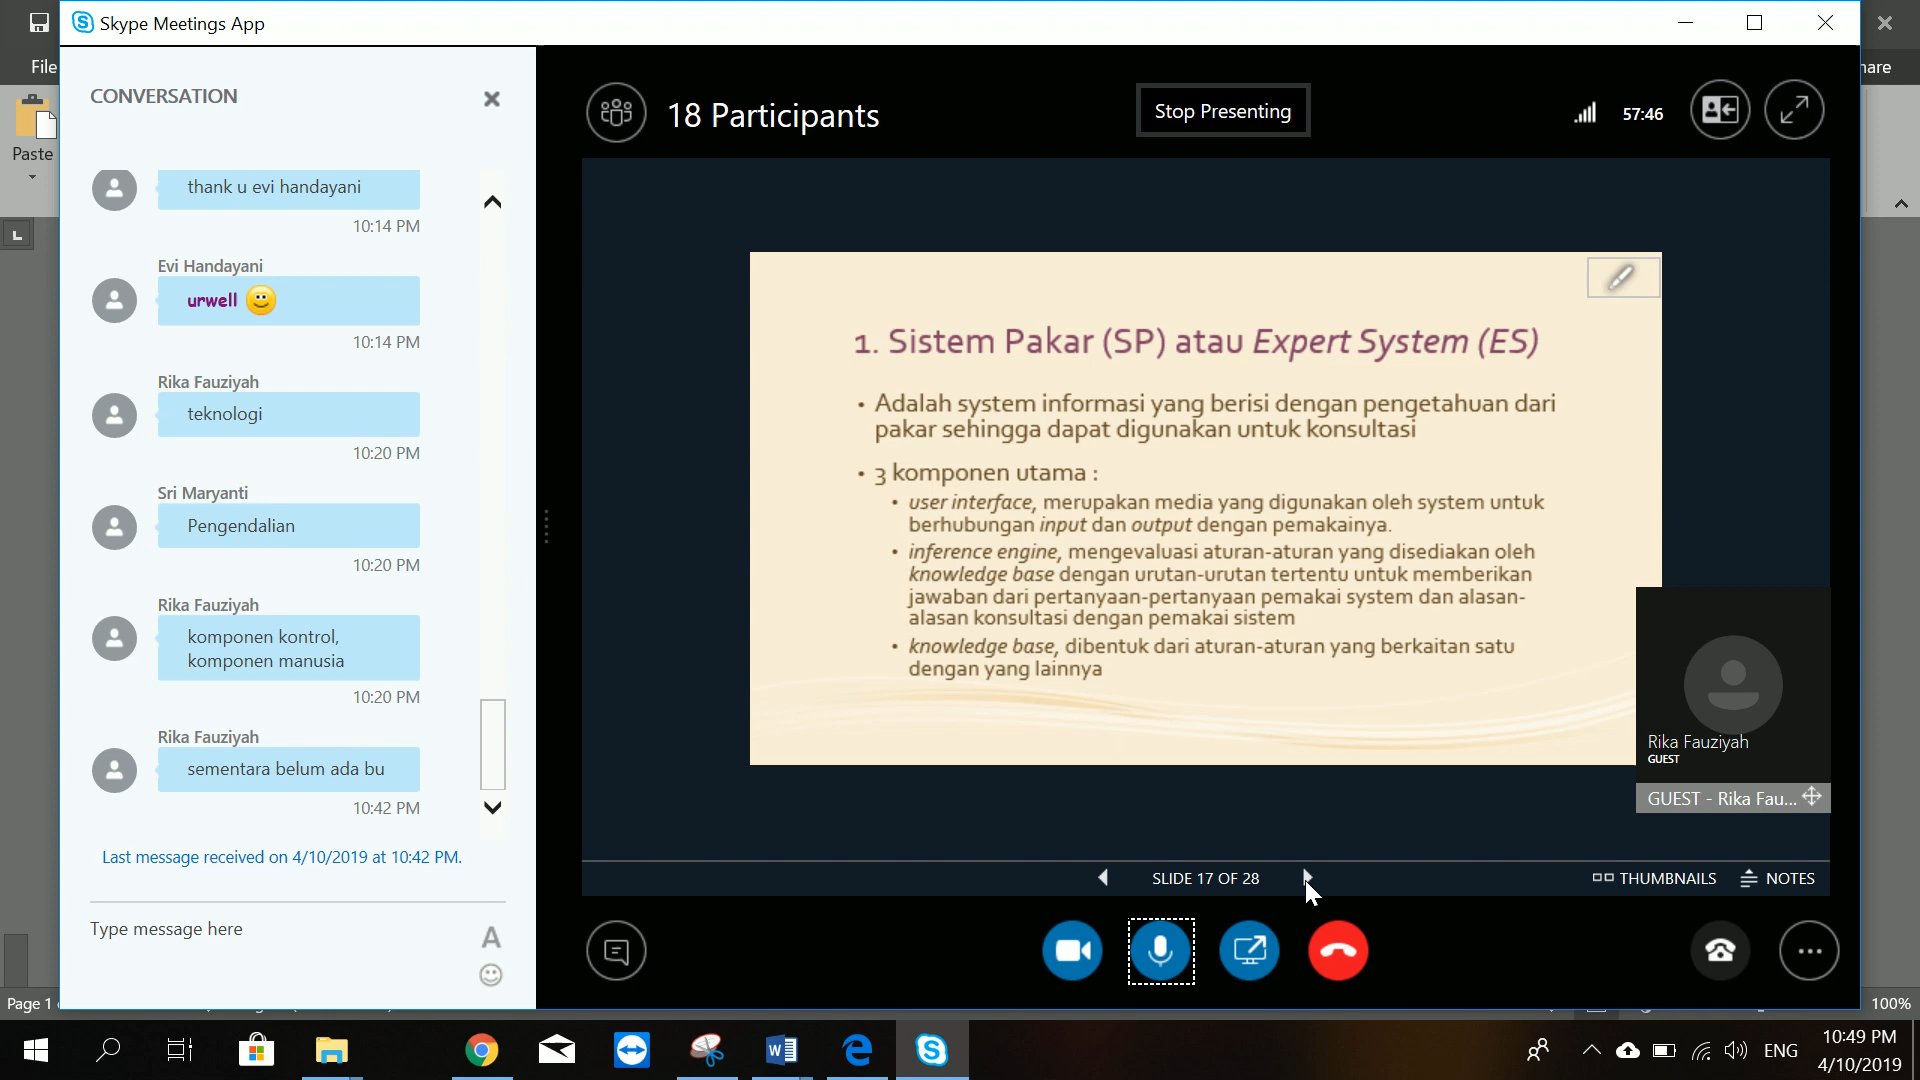 Skype Meetings App
File
Paste
hare
CONVERSATION
thank u evi handayani
10:14 PM
Evi Handayani
urwell
10:14 PM
Rika Fauziyah
teknologi
10:20 PM
Sri Maryanti
Pengendalian
10:20 PM
Rika Fauziyah
komponen kontrol,
komponen manusia
10:20 PM
Rika Fauziyah
sementara belum ada bu
10:42 PM
Last message received on 4/10/2019 at 10:42 PM.
Type message here
A
18 Participants
Stop Presenting
57:46
1. Sistem Pakar (SP) atau Expert System (ES)
• Adalah system informasi yang berisi dengan pengetahuan dari
pakar sehingga dapat digunakan untuk konsultasi
• 3 komponen utama :
• user interface, merupakan media yang digunakan oleh system untuk
berhubungan input dan output dengan pemakainya.
• inference engine, mengevaluasi aturan-aturan yang disediakan oleh
knowledge base dengan urutan-urutan tertentu untuk memberikan
jawaban dari pertanyaan-pertanyaan pemakai system dan alasan-
alasan konsultasi dengan pemakai sistem
• knowledge base, dibentuk dari aturan-aturan yang berkaitan satu
dengan yang lainnya
Rika Fauziyah
GUEST
GUEST - Rika Fau...
SLIDE 17 OF 28
THUMBNAILS
NOTES
Page 1
100%
ENG
10:49 PM
4/10/2019